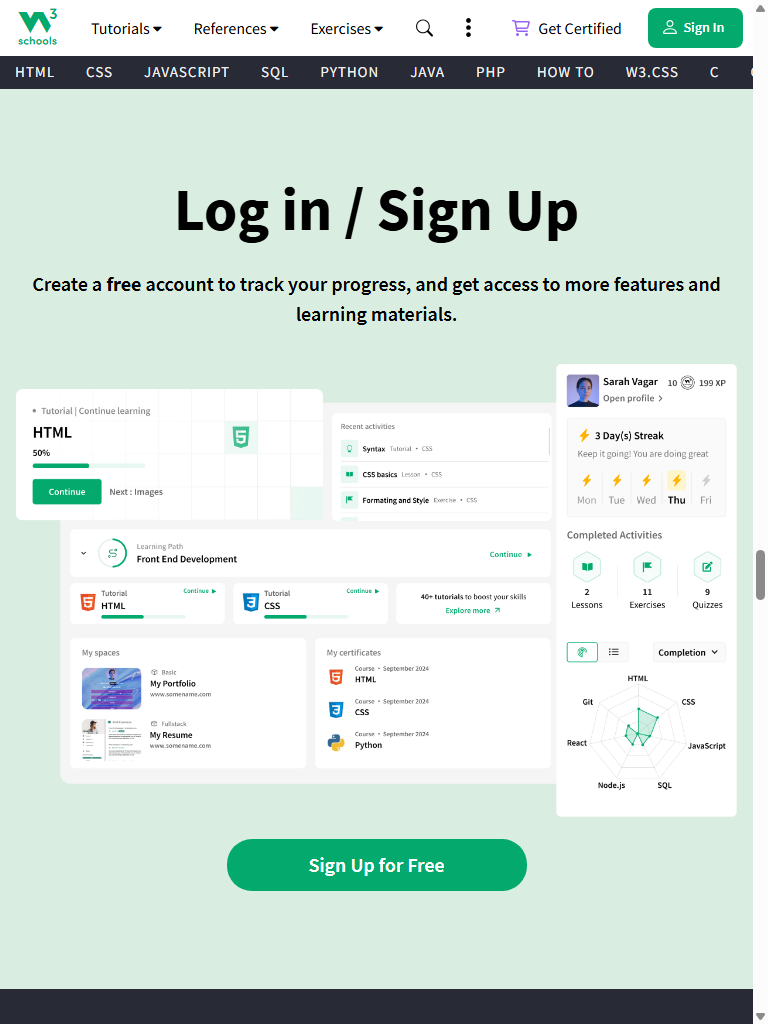 3
schools
Tutorials
References
Exercises
Get Certified
Sign In
HTML
CSS
JAVASCRIPT
SQL
PYTHON
JAVA
PHP
HOW TO
W3.CSS
C
Log in / Sign Up
Create a free account to track your progress, and get access to more features and
learning materials.
• Tutorial | Continue learning
HTML
50%
Continue
Next : Images
Recent activities
Syntax Tutorial • CSS
CSS basics Lesson • CSS
Formating and Style Exercise • CSS
Learning Path
Front End Development
Continue
Tutorial
HTML
Continue
Tutorial
CSS
Continue
40+ tutorials to boost your skills
Explore more
My spaces
Basic
My Portfolio
www.somename.com
Fullstack
My Resume
www.somename.com
My certificates
Course • September 2024
HTML
Course • September 2024
CSS
Course • September 2024
Python
Sarah Vagar
10
199 XP
Open profile
3 Day(s) Streak
Keep it going! You are doing great
Mon
Tue
Wed
Thu
Fri
Completed Activities
2
Lessons
11
Exercises
9
Quizzes
Completion
HTML
CSS
JavaScript
SQL
Node.js
React
Git
Sign Up for Free